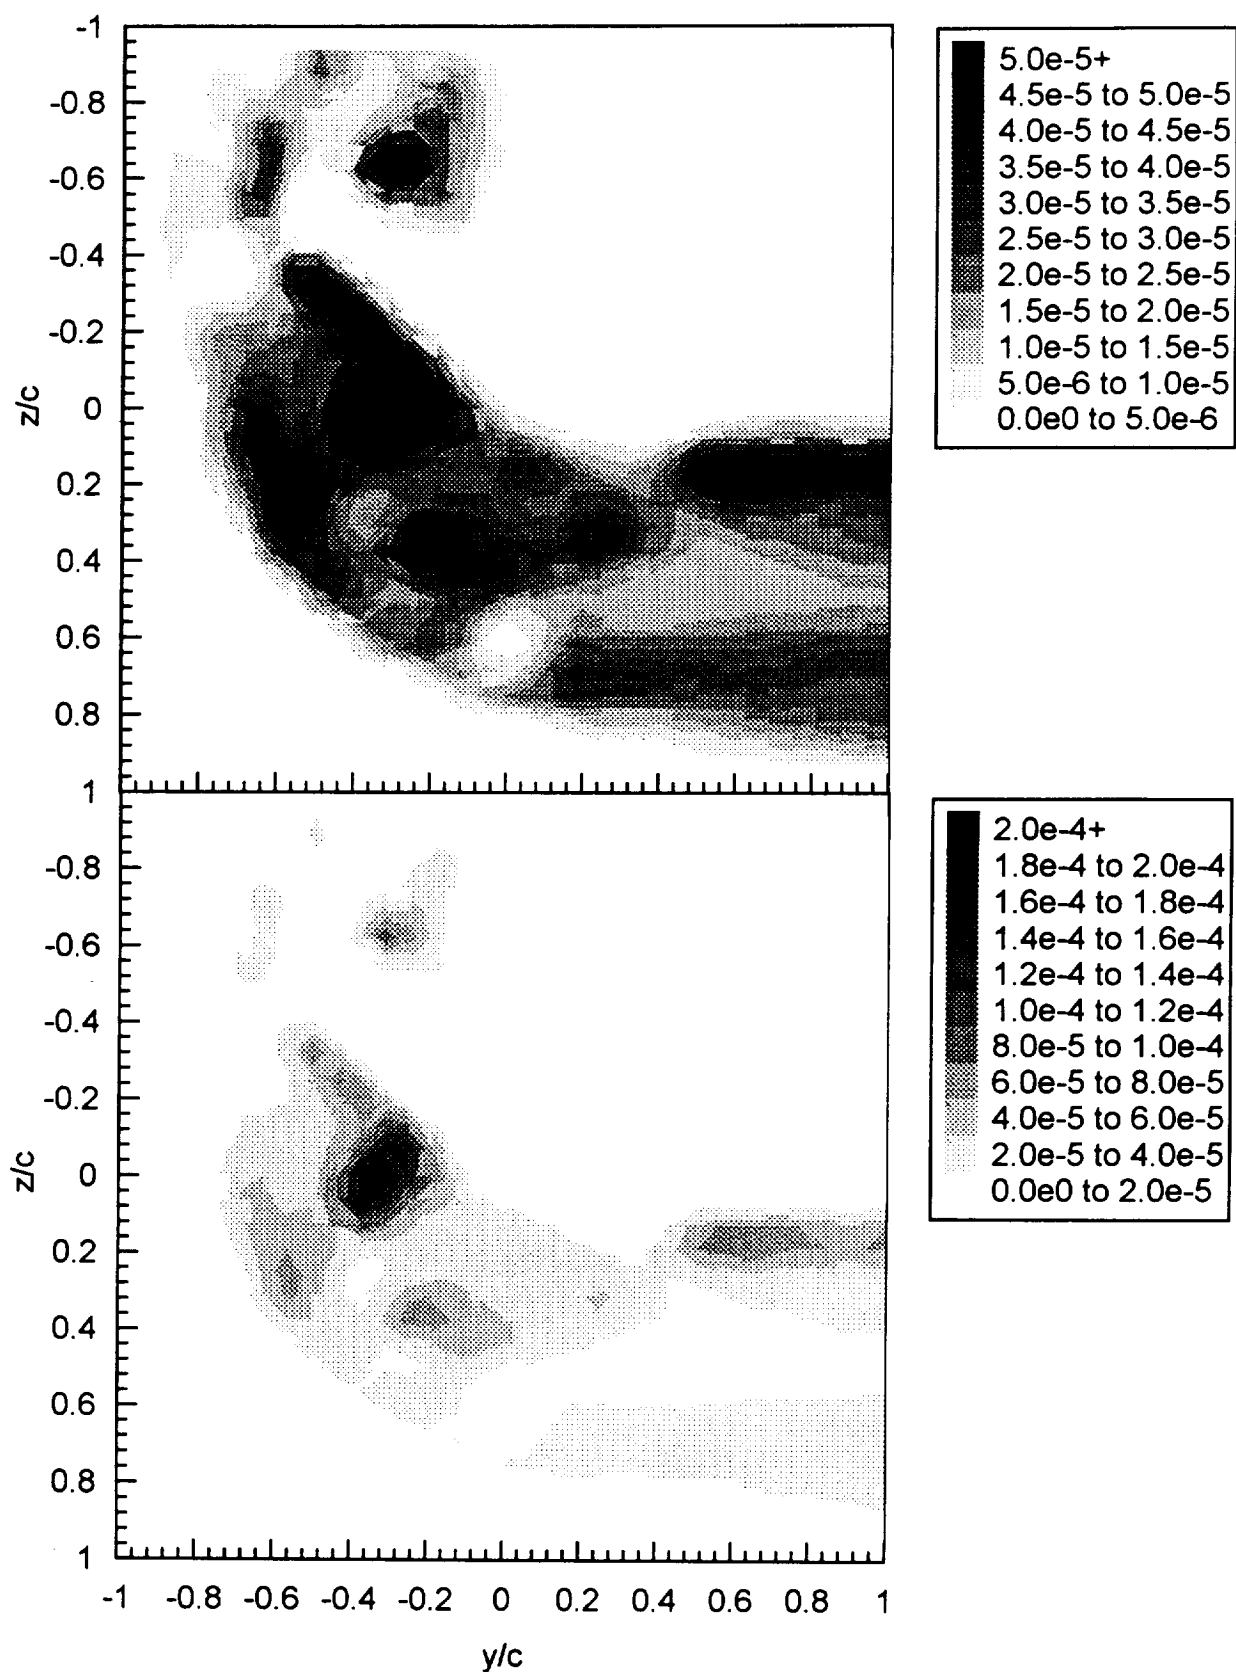 -1
-0.8
-0.6
-0.4
-0.2
0
0.2
0.4
0.6
0.8
1
z/c
5.0e-5+
4.5e-5 to 5.0e-5
4.0e-5 to 4.5e-5
3.5e-5 to 4.0e-5
3.0e-5 to 3.5e-5
2.5e-5 to 3.0e-5
2.0e-5 to 2.5e-5
1.5e-5 to 2.0e-5
1.0e-5 to 1.5e-5
5.0e-6 to 1.0e-5
0.0e0 to 5.0e-6
-0.8
-0.6
-0.4
-0.2
0
0.2
0.4
0.6
0.8
1
z/c
2.0e-4+
1.8e-4 to 2.0e-4
1.6e-4 to 1.8e-4
1.4e-4 to 1.6e-4
1.2e-4 to 1.4e-4
1.0e-4 to 1.2e-4
8.0e-5 to 1.0e-4
6.0e-5 to 8.0e-5
4.0e-5 to 6.0e-5
2.0e-5 to 4.0e-5
0.0e0 to 2.0e-5
-1 -0.8 -0.6 -0.4 -0.2 0 0.2 0.4 0.6 0.8 1
y/c